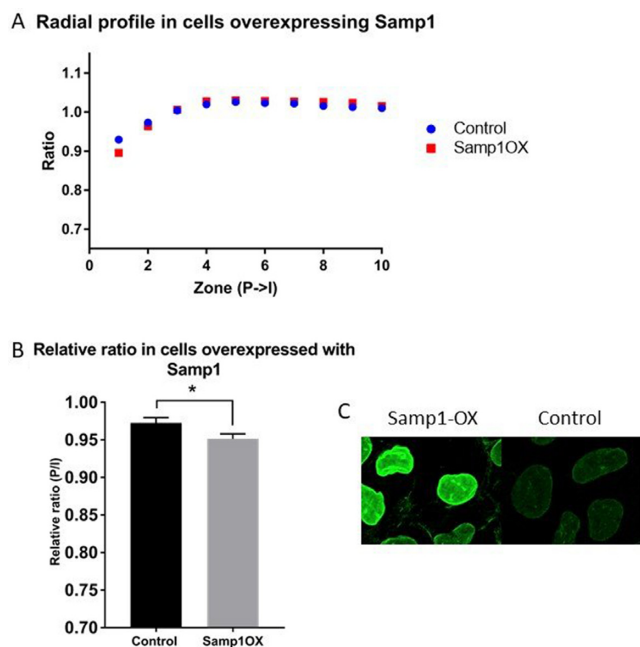 A Radial profile in cells overexpressing Samp1
1.1
1.0
0.9
0.8
0.7
Ratio
0 2 4 6 8 10
Zone (P->I)
Control
Samp1OX
B Relative ratio in cells overexpressed with
Samp1
*
1.00
0.95
0.90
0.85
0.80
0.75
0.70
Relative ratio (P/I)
Control Samp1OX
C
Samp1-OX Control